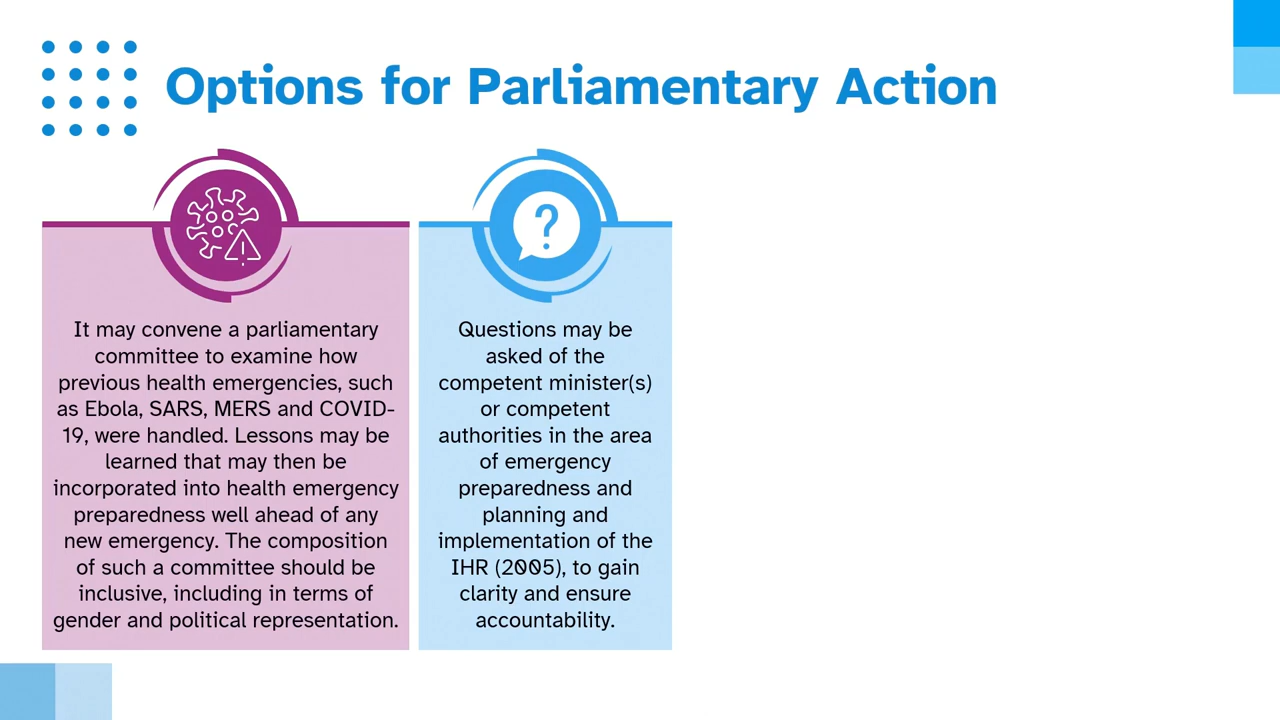 Options for Parliamentary Action
It may convene a parliamentary
committee to examine how
previous health emergencies, such
as Ebola, SARS, MERS and COVID-
19, were handled. Lessons may be
learned that may then be
incorporated into health emergency
preparedness well ahead of any
new emergency. The composition
of such a committee should be
inclusive, including in terms of
gender and political representation.
Questions may be
asked of the
competent minister(s)
or competent
authorities in the area
of emergency
preparedness and
planning and
implementation of the
IHR (2005), to gain
clarity and ensure
accountability.